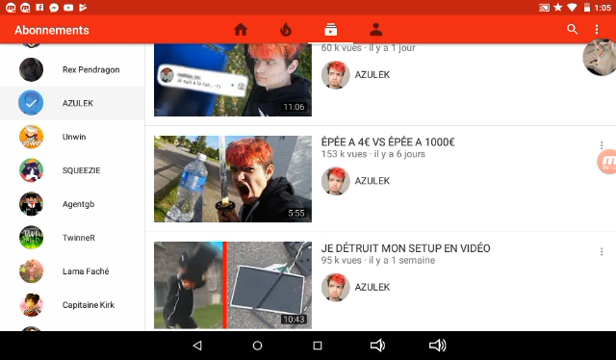 1:05
Abonnements
Rex Pendragon
AZULEK
Unwin
SQUEEZIE
Agentgb
TwinneR
Lama Faché
Capitaine Kirk
60 k vues · il y a 1 jour
AZULEK
11:06
ÉPÉE A 4€ VS ÉPÉE A 1000€
153 k vues · il y a 6 jours
AZULEK
5:55
JE DÉTRUIT MON SETUP EN VIDÉO
95 k vues · il y a 1 semaine
AZULEK
10:43